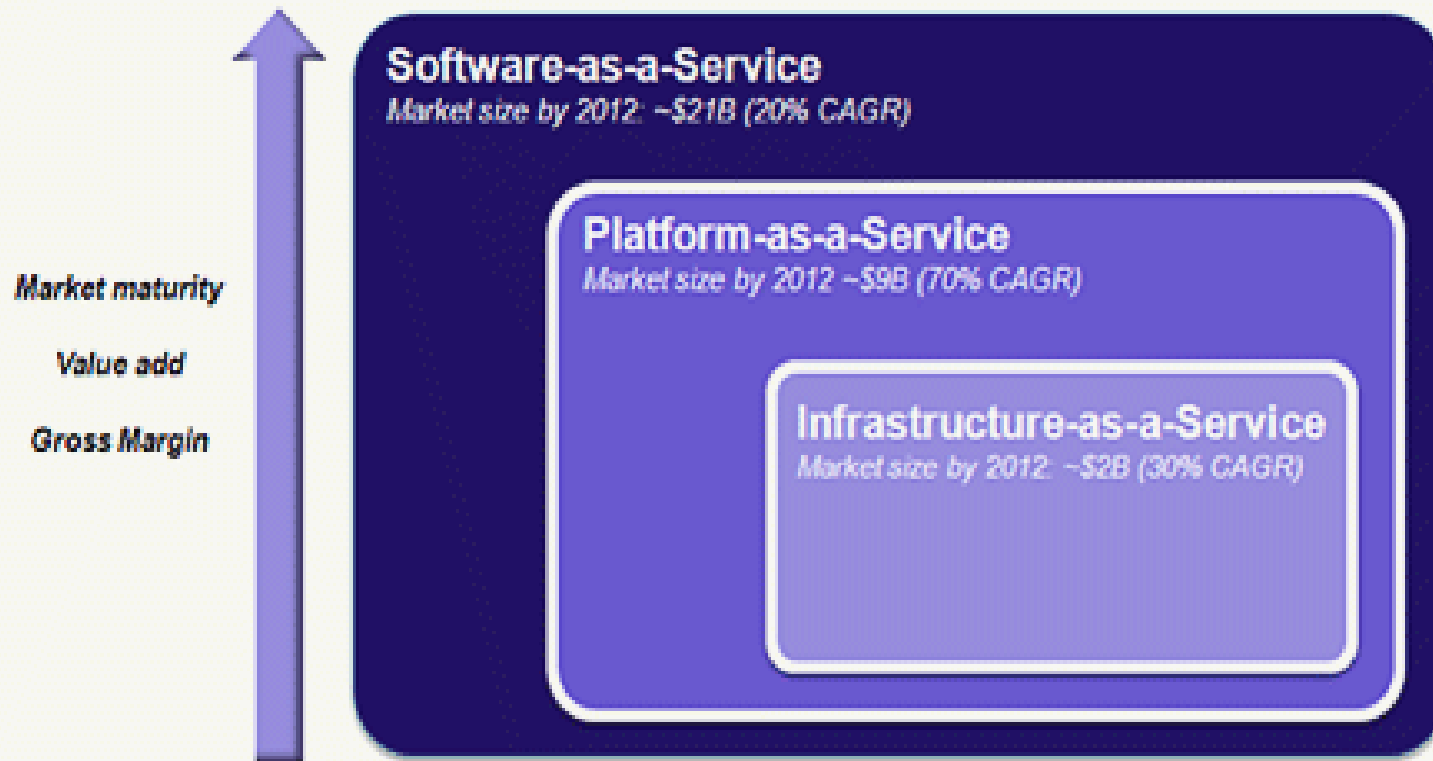 Software-as-a-Service
Market size by 2012: ~$21B (20% CAGR)
Platform-as-a-Service
Market size by 2012 ~$9B (70% CAGR)
Infrastructure-as-a-Service
Market size by 2012: ~$2B (30% CAGR)
Market maturity
Value add
Gross Margin